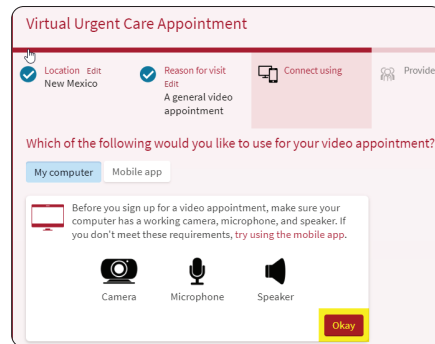 Virtual Urgent Care Appointment
Location Edit
New Mexico
Reason for visit
Edit
A general video
appointment
Connect using
Provide
Which of the following would you like to use for your video appointment?
My computer
Mobile app
Before you sign up for a video appointment, make sure your
computer has a working camera, microphone, and speaker. If
you don't meet these requirements, try using the mobile app.
Camera
Microphone
Speaker
Okay